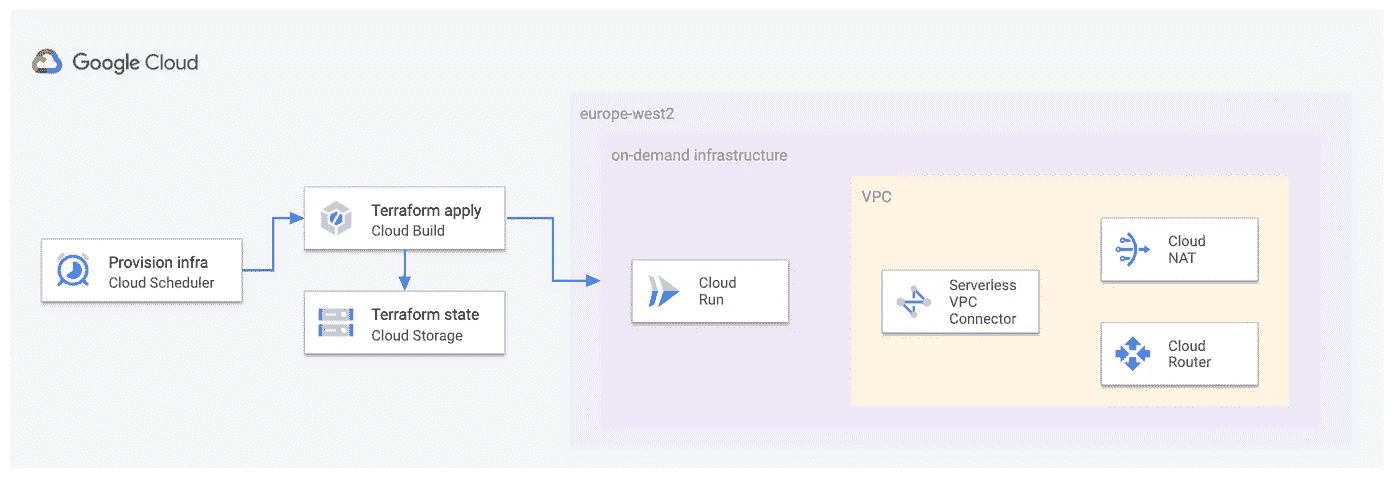 Google Cloud
europe-west2
on-demand infrastructure
VPC
Provision infra
Cloud Scheduler
Terraform apply
Cloud Build
Terraform state
Cloud Storage
Cloud
Run
Serverless
VPC
Connector
Cloud
NAT
Cloud
Router